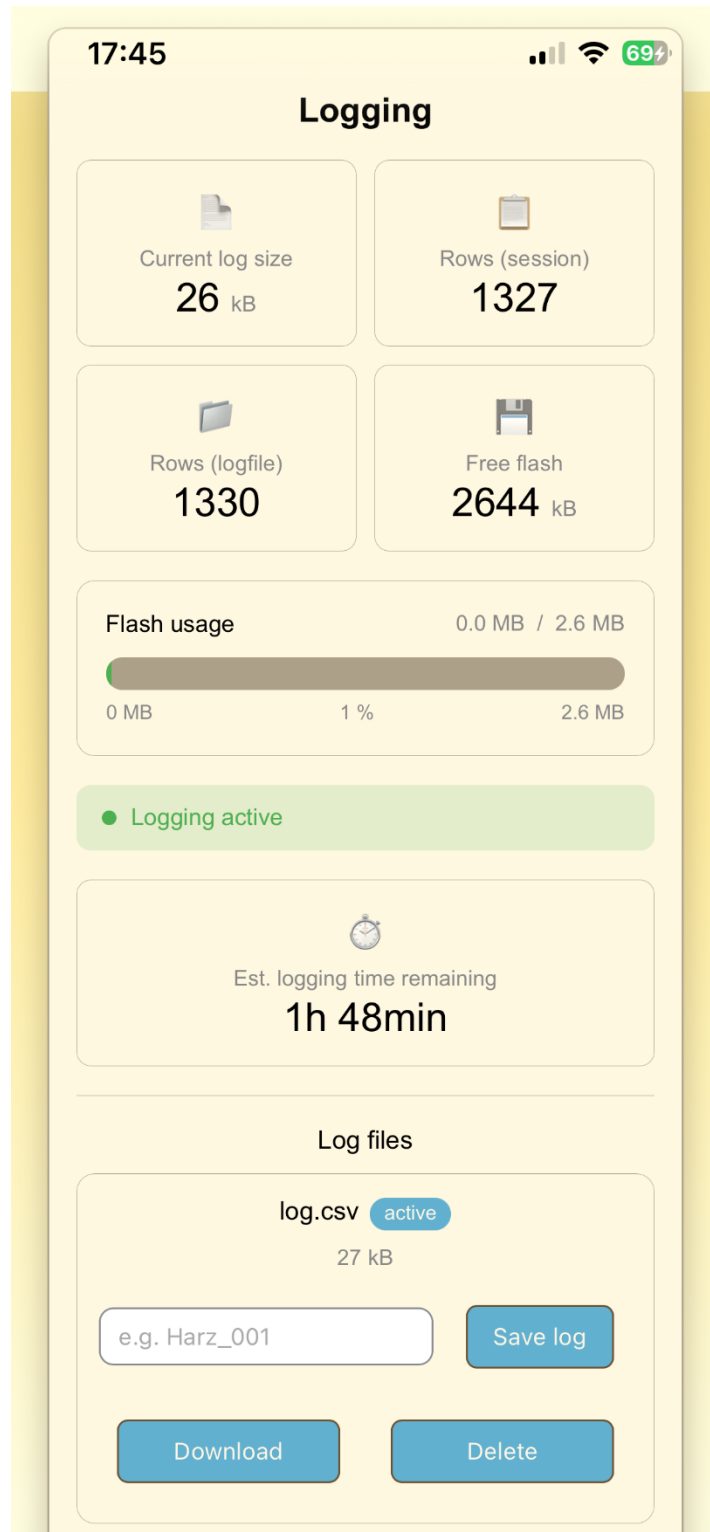 17:45
69
Logging
Current log size
26 kB
Rows (session)
1327
Rows (logfile)
1330
Free flash
2644 kB
Flash usage
0.0 MB / 2.6 MB
0 MB
1 %
2.6 MB
Logging active
Est. logging time remaining
1h 48min
Log files
log.csv active
27 kB
e.g. Harz_001
Save log
Download
Delete